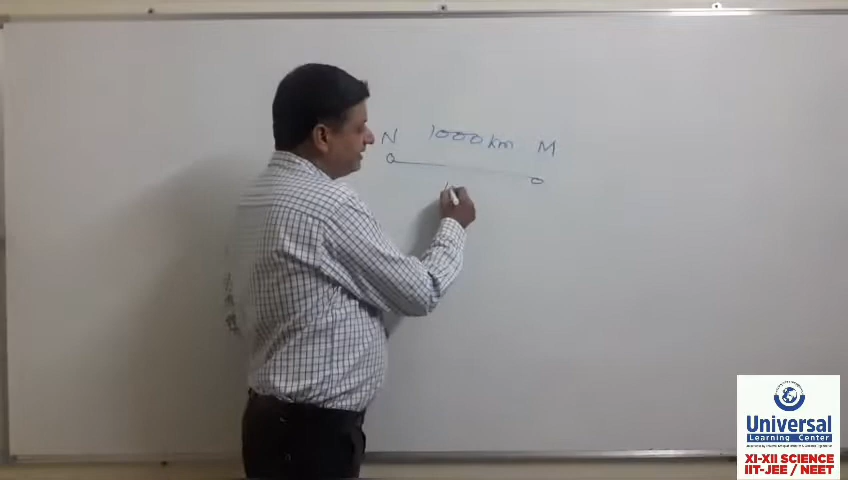 N 1000 km M
Universal
Learning Center
XI-XII SCIENCE
IIT-JEE / NEET